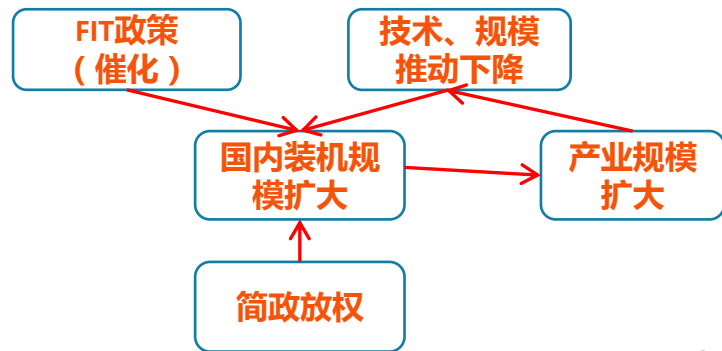 FIT政策
（催化）
技术、规模
推动下降
国内装机规
模扩大
产业规模
扩大
简政放权